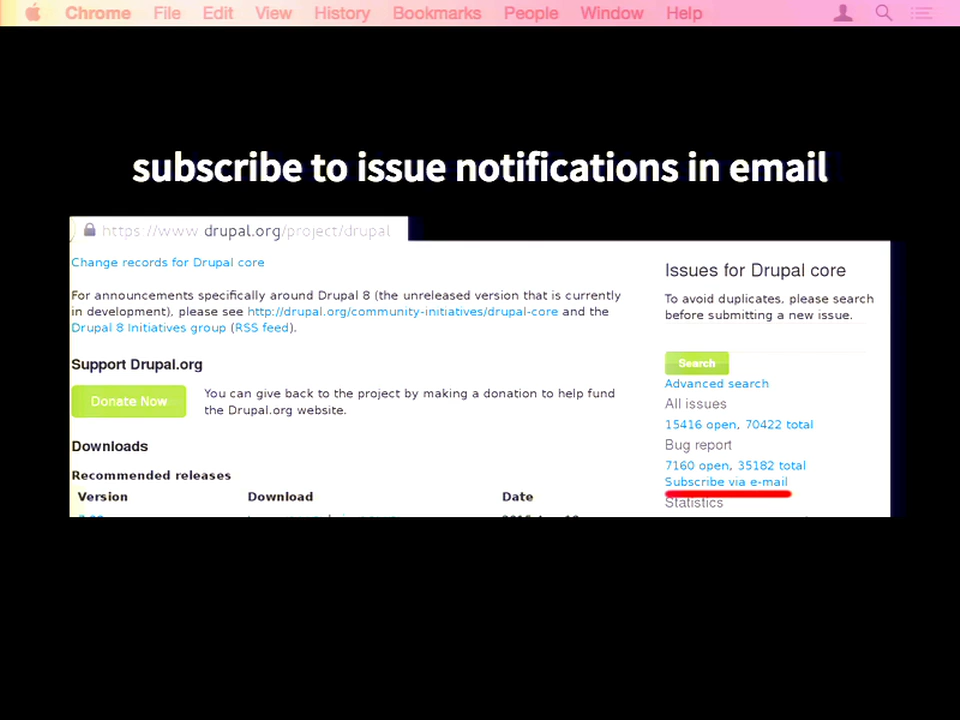 Chrome File Edit View History Bookmarks People Window Help
subscribe to issue notifications in email
https://www.drupal.org/project/drupal
Change records for Drupal core
For announcements specifically around Drupal 8 (the unreleased version that is currently
in development), please see http://drupal.org/community-initiatives/drupal-core and the
Drupal 8 Initiatives group (RSS feed).
Support Drupal.org
Donate Now
You can give back to the project by making a donation to help fund
the Drupal.org website.
Downloads
Recommended releases
Version Download Date
Issues for Drupal core
To avoid duplicates, please search
before submitting a new issue.
Search
Advanced search
All issues
15416 open, 70422 total
Bug report
7160 open, 35182 total
Subscribe via e-mail
Statistics